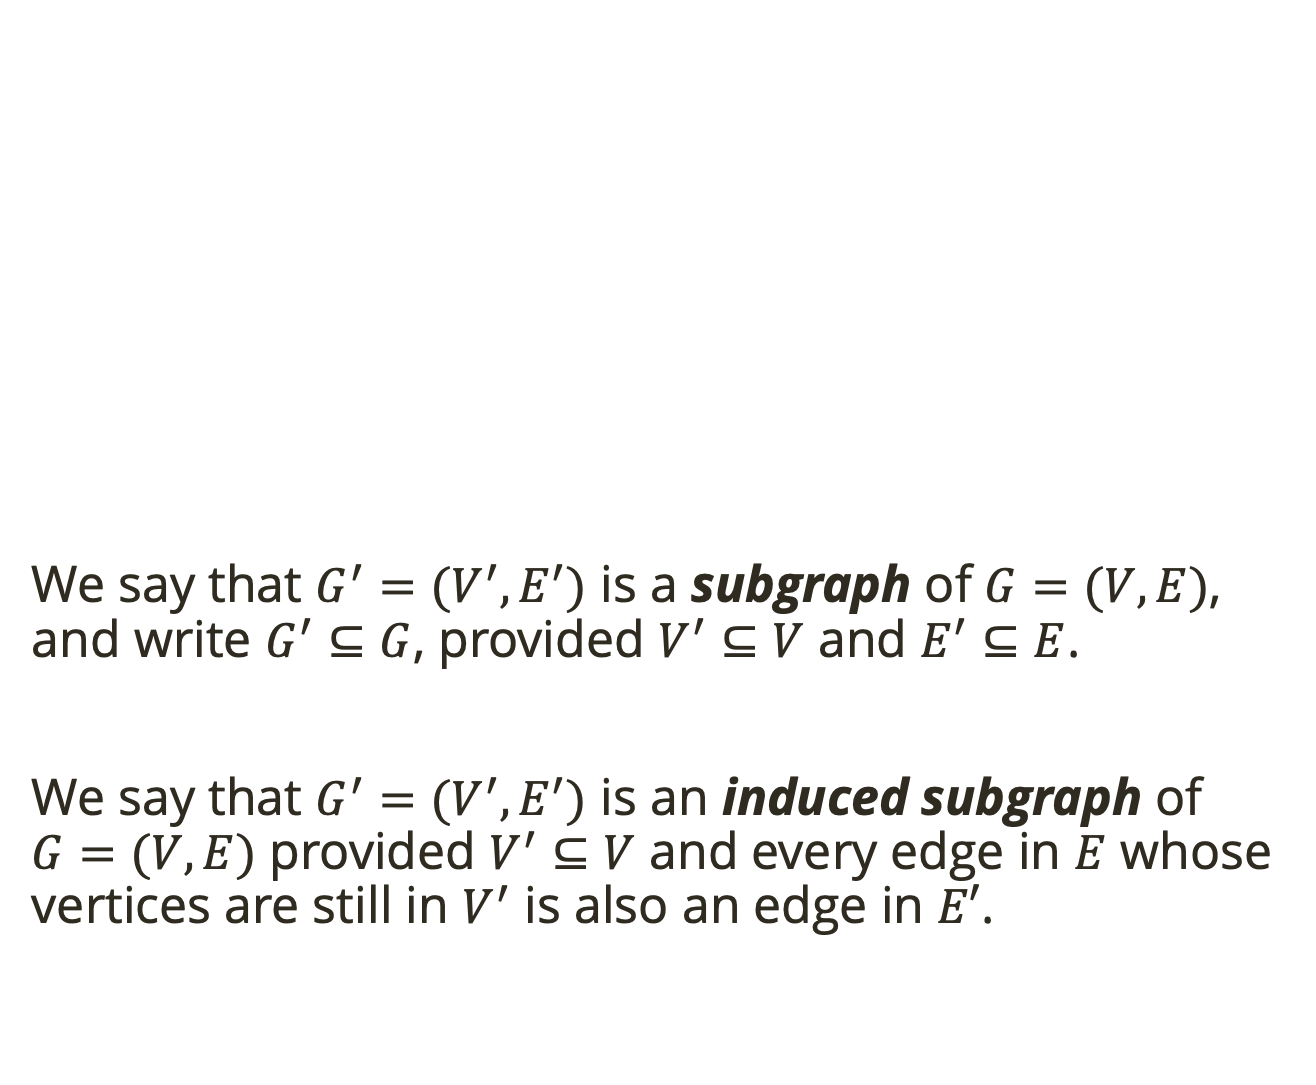 We say that G′ = (V′, E′) is a subgraph of G = (V, E),
and write G′ ⊆ G, provided V′ ⊆ V and E′ ⊆ E.
We say that G′ = (V′, E′) is an induced subgraph of
G = (V, E) provided V′ ⊆ V and every edge in E whose
vertices are still in V′ is also an edge in E′.